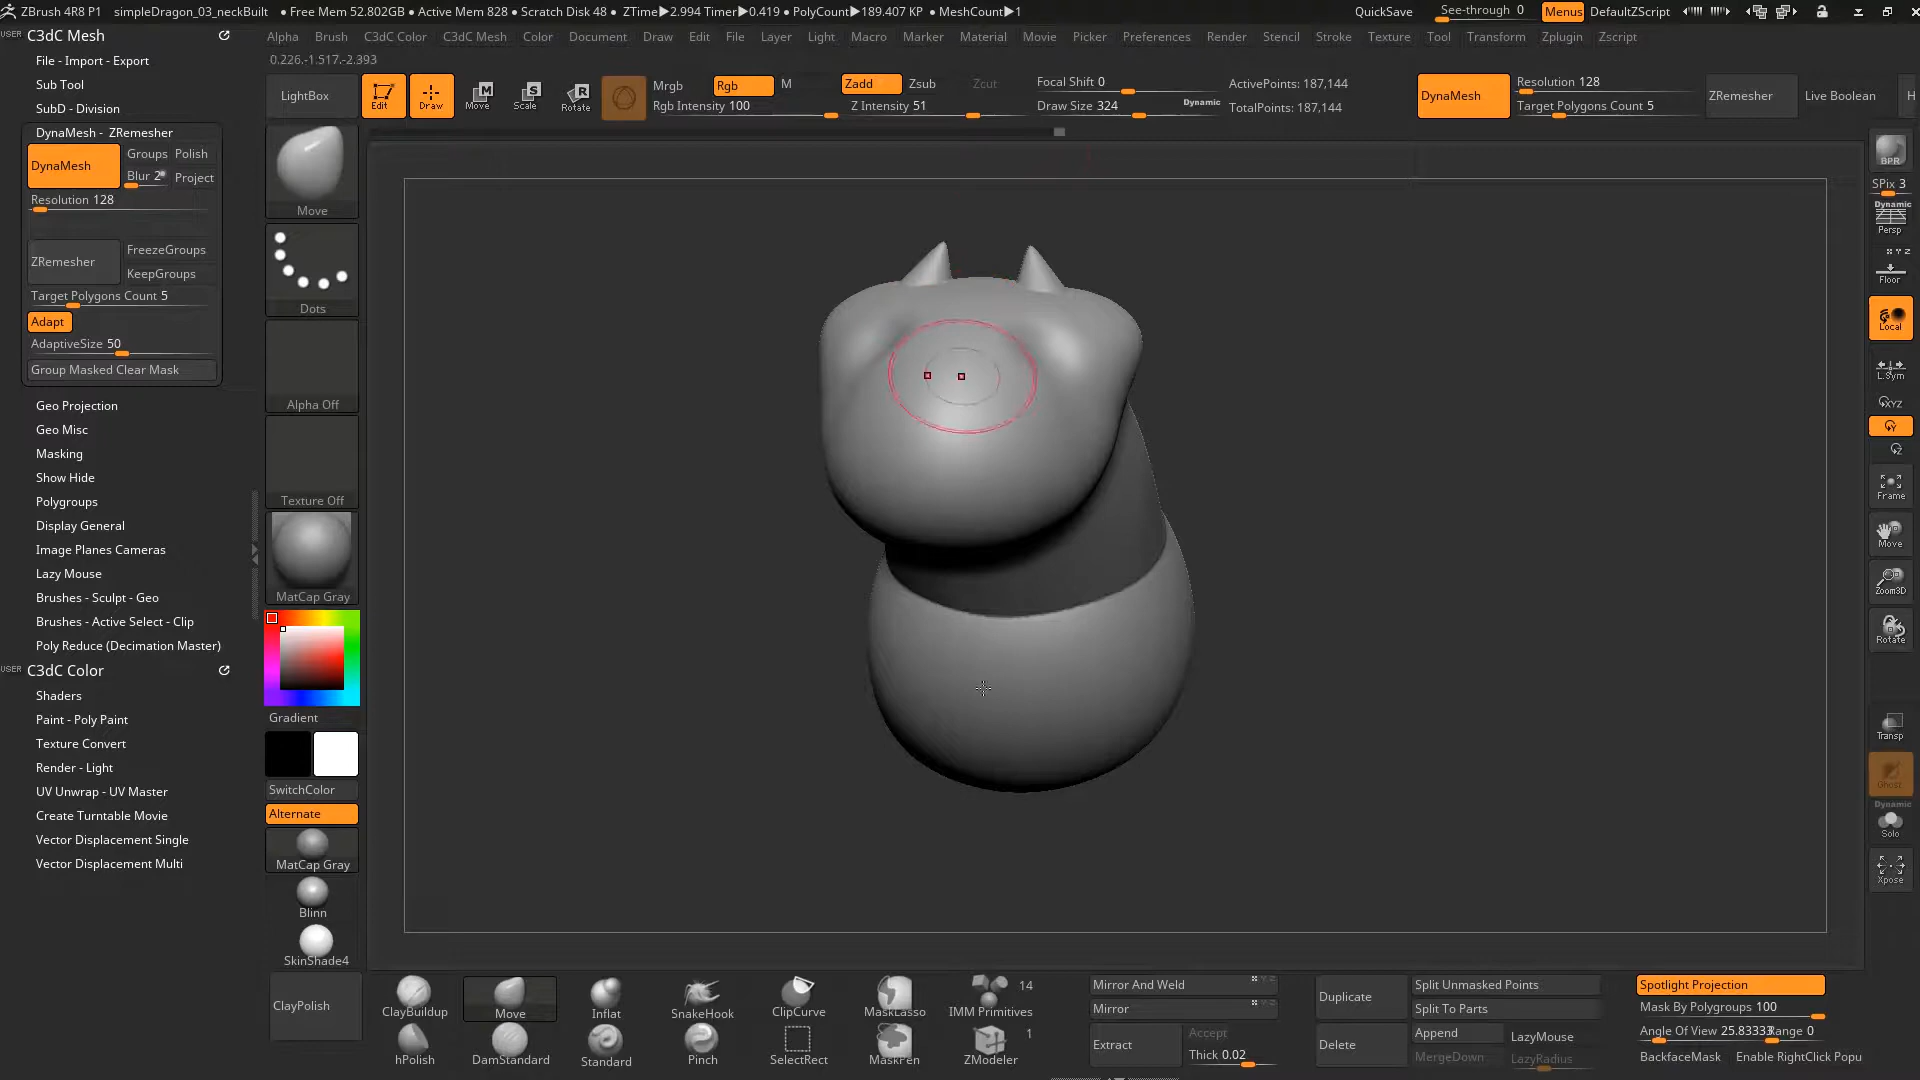 ZBrush 4R8 P1 simpleDragon_03_neckBuilt • Free Mem 52.802GB • Active Mem 828 • Scratch Disk 48 • ZTime▶2.994 Timer▶0.419 • PolyCount▶189.407 KP • MeshCount▶1 QuickSave See-through 0 Menus DefaultZScript
USER C3dC Mesh Alpha Brush C3dC Color C3dC Mesh Color Document Draw Edit File Layer Light Macro Marker Material Movie Picker Preferences Render Stencil Stroke Texture Tool Transform Zplugin Zscript
File - Import - Export
0.226,-1.517,-2.393
Sub Tool
SubD - Division
LightBox Edit Draw Move Scale Rotate
Mrgb Rgb M Zadd Zsub Zcut
Rgb Intensity 100 Z Intensity 51
Focal Shift 0
Draw Size 324 Dynamic
ActivePoints: 187,144
TotalPoints: 187,144
DynaMesh Resolution 128
Target Polygons Count 5
ZRemesher Live Boolean H
DynaMesh - ZRemesher
DynaMesh Groups Polish
Blur 2 Project
Resolution 128
ZRemesher FreezeGroups
KeepGroups
Target Polygons Count 5
Adapt
AdaptiveSize 50
Group Masked Clear Mask
Geo Projection
Geo Misc
Masking
Show Hide
Polygroups
Display General
Image Planes Cameras
Lazy Mouse
Brushes - Sculpt - Geo
Brushes - Active Select - Clip
Poly Reduce (Decimation Master)
USER C3dC Color
Shaders
Paint - Poly Paint
Texture Convert
Render - Light
UV Unwrap - UV Master
Create Turntable Movie
Vector Displacement Single
Vector Displacement Multi
Move
Dots
Alpha Off
Texture Off
MatCap Gray
Gradient
SwitchColor
Alternate
MatCap Gray
Blinn
SkinShade4
BPR
SPix 3
Dynamic
Persp
X Y Z
Floor
Local
L.Sym
XYZ
Y
Z
Frame
Move
Zoom3D
Rotate
Transp
Ghost
Dynamic
Solo
Xpose
ClayPolish
ClayBuildup Move Inflat SnakeHook ClipCurve MaskLasso IMM Primitives 14
hPolish DamStandard Standard Pinch SelectRect MaskPen ZModeler 1
Mirror And Weld
Mirror
Extract Accept
Thick 0.02
Duplicate
Delete
Split Unmasked Points
Split To Parts
Append LazyMouse
MergeDown LazyRadius
Spotlight Projection
Mask By Polygroups 100
Angle Of View 25.83333 Range 0
BackfaceMask Enable RightClick Popu